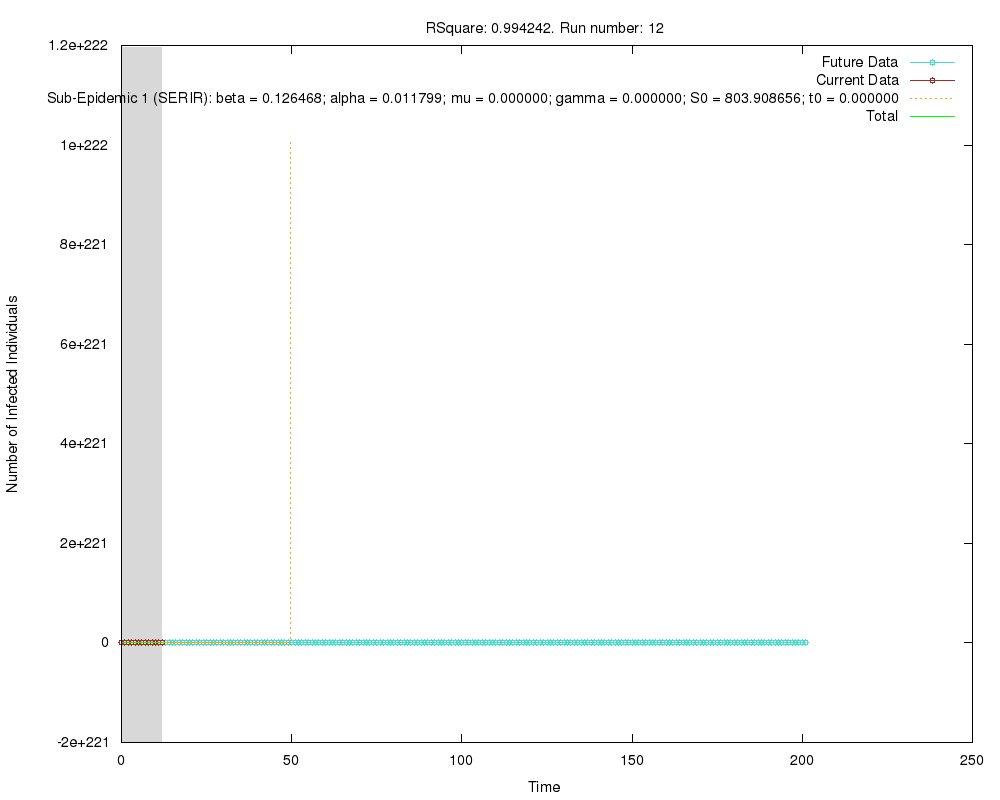 RSquare: 0.994242. Run number: 12
1.2e+222
Future Data
Current Data
Sub-Epidemic 1 (SERIR): beta = 0.126468; alpha = 0.011799; mu = 0.000000; gamma = 0.000000; S0 = 803.908656; t0 = 0.000000
Total
1e+222
8e+221
6e+221
4e+221
2e+221
0
-2e+221
Number of Infected Individuals
0 50 100 150 200 250
Time